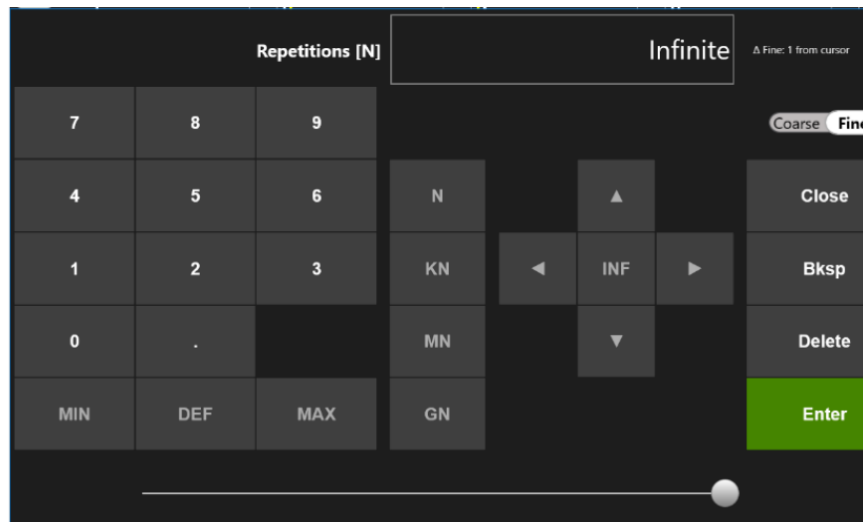 Repetitions [N] Infinite Δ Fine: 1 from cursor
7 8 9 Coarse
4 5 6 N ▲ Close
1 2 3 KN ◄ INF ► Bksp
0 . MN ▼ Delete
MIN DEF MAX GN Enter